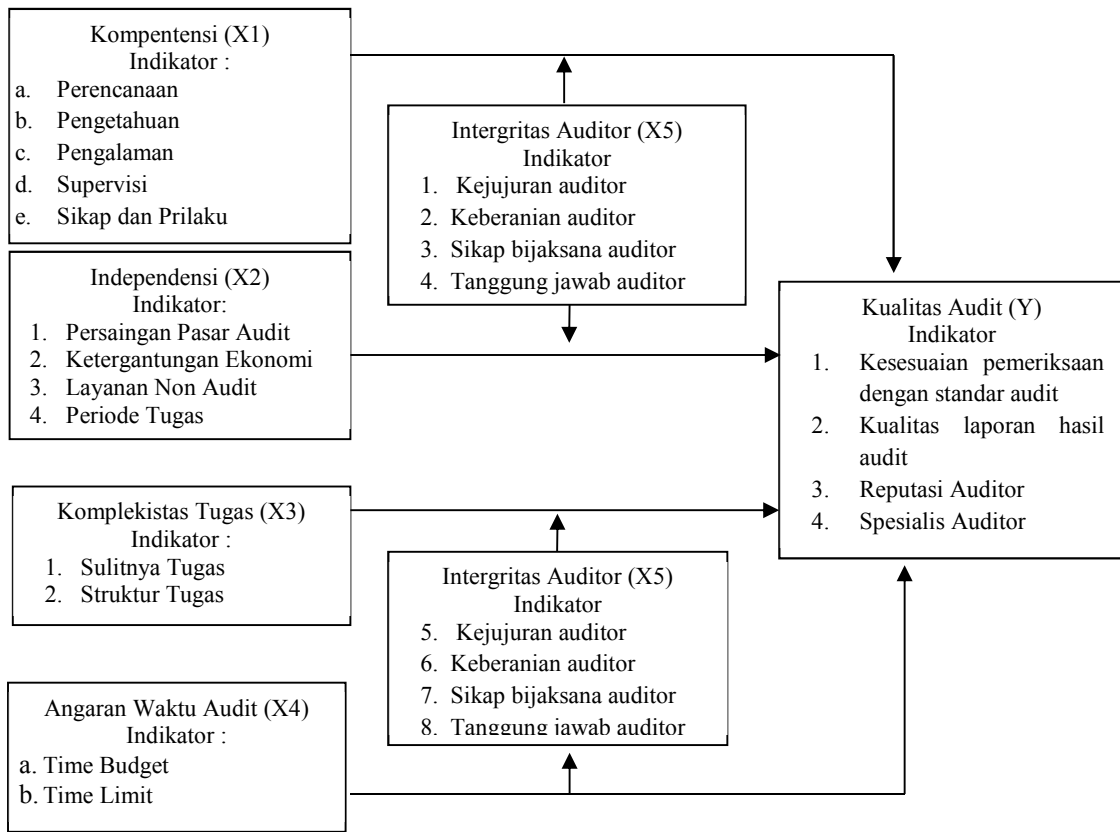 Kompentensi (X1)
Indikator :
a. Perencanaan
b. Pengetahuan
c. Pengalaman
d. Supervisi
e. Sikap dan Prilaku
Intergritas Auditor (X5)
Indikator
1. Kejujuran auditor
2. Keberanian auditor
3. Sikap bijaksana auditor
4. Tanggung jawab auditor
Independensi (X2)
Indikator:
1. Persaingan Pasar Audit
2. Ketergantungan Ekonomi
3. Layanan Non Audit
4. Periode Tugas
Kualitas Audit (Y)
Indikator
1. Kesesuaian pemeriksaan
dengan standar audit
2. Kualitas laporan hasil
audit
3. Reputasi Auditor
4. Spesialis Auditor
Komplekistas Tugas (X3)
Indikator :
1. Sulitnya Tugas
2. Struktur Tugas
Intergritas Auditor (X5)
Indikator
5. Kejujuran auditor
6. Keberanian auditor
7. Sikap bijaksana auditor
8. Tanggung jawab auditor
Angaran Waktu Audit (X4)
Indikator :
a. Time Budget
b. Time Limit